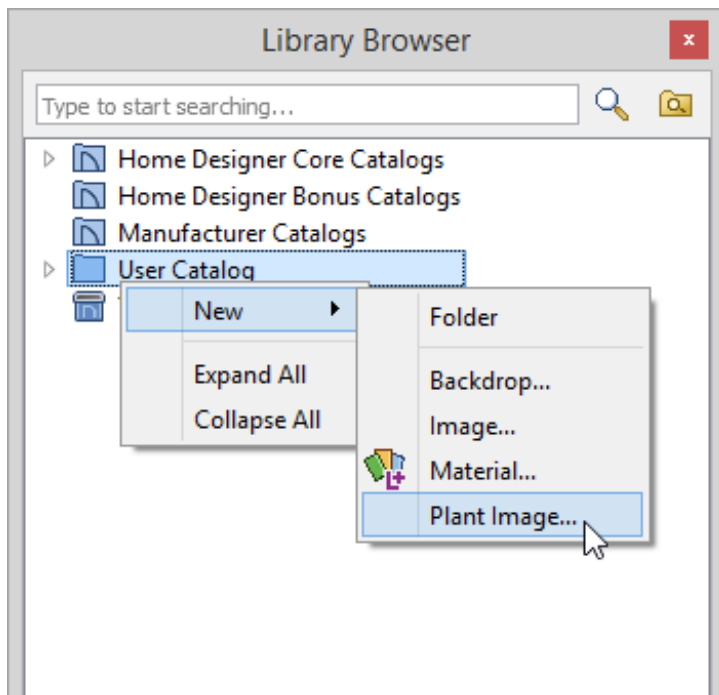 Library Browser
x
Type to start searching...
Home Designer Core Catalogs
Home Designer Bonus Catalogs
Manufacturer Catalogs
User Catalog
New
Expand All
Collapse All
Folder
Backdrop...
Image...
Material...
Plant Image...